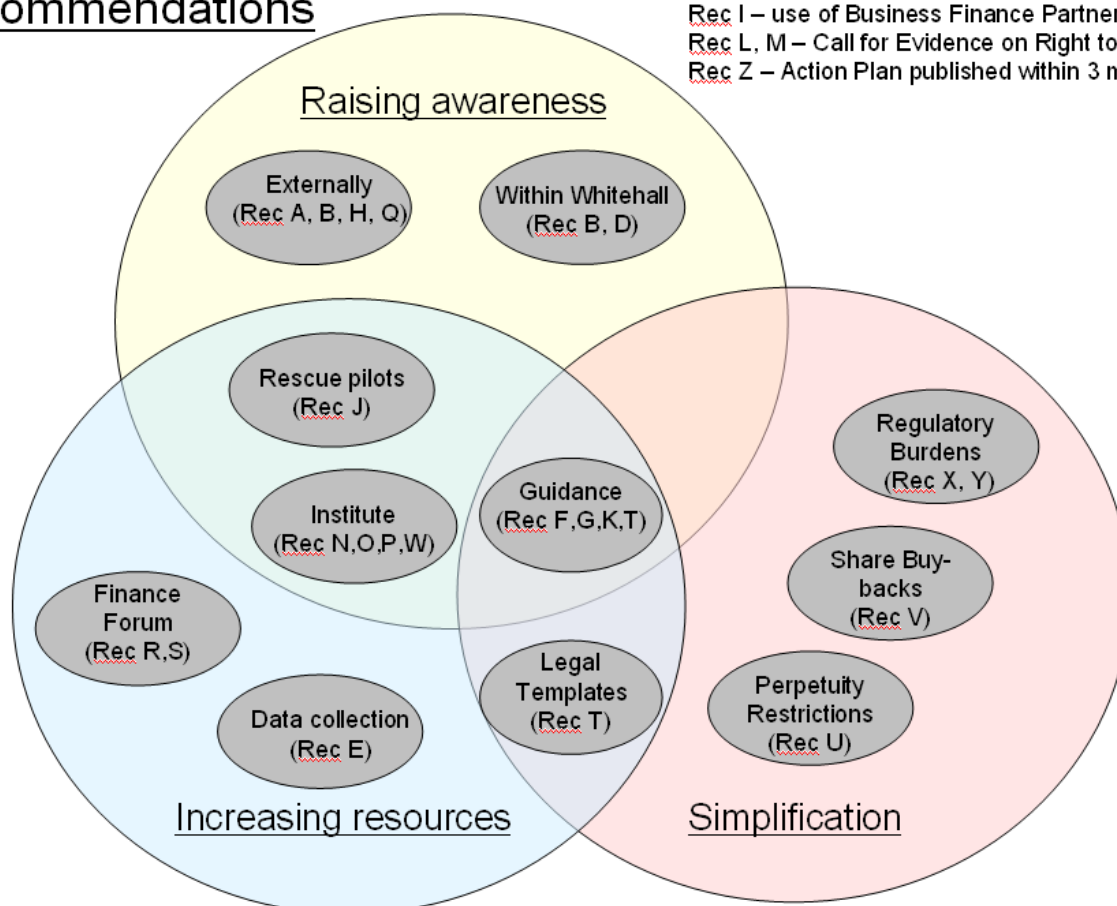 ommendations
Rec I – use of Business Finance Partner
Rec L, M – Call for Evidence on Right to
Rec Z – Action Plan published within 3 m
Raising awareness
Externally
(Rec A, B, H, Q)
Within Whitehall
(Rec B, D)
Rescue pilots
(Rec J)
Institute
(Rec N,O,P,W)
Guidance
(Rec F,G,K,T)
Regulatory
Burdens
(Rec X, Y)
Share Buy-
backs
(Rec V)
Finance
Forum
(Rec R,S)
Legal
Templates
(Rec T)
Perpetuity
Restrictions
(Rec U)
Data collection
(Rec E)
Increasing resources
Simplification